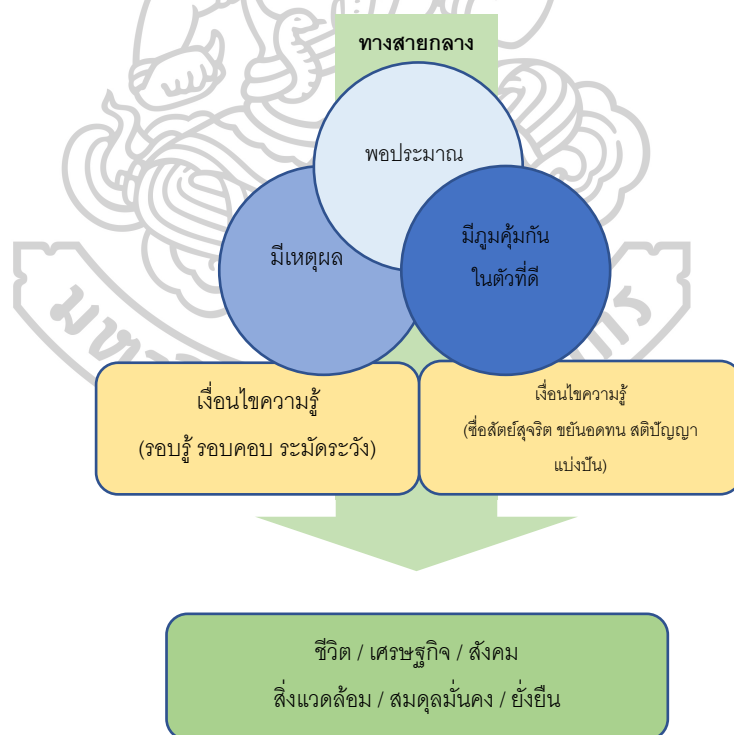 ทางสายกลาง
พอประมาณ
มีเหตุผล
มีภูมคุ้มกัน
ในตัวที่ดี
เงื่อนไขความรู้
(รอบรู้ รอบคอบ ระมัดระวัง)
เงื่อนไขความรู้
(ซื่อสัตย์สุจริต ขยันอดทน สติปัญญา
แบ่งปัน)
ชีวิต / เศรษฐกิจ / สังคม
สิ่งแวดล้อม / สมดุลมั่นคง / ยั่งยืน